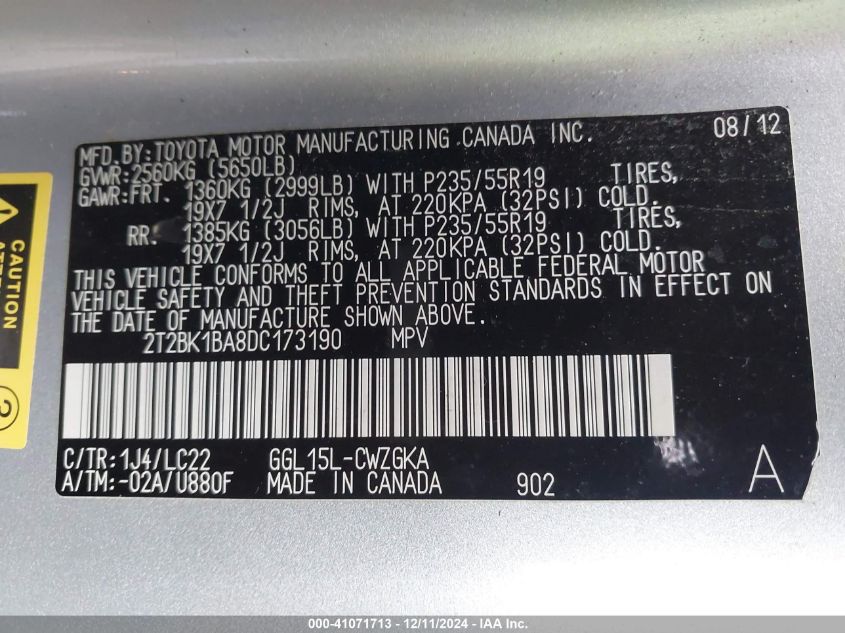 MFD.BY:TOYOTA MOTOR MANUFACTURING CANADA INC. 08/12
GVWR:2560KG (5650LB)
GAWR:FRT. 1360KG (2999LB) WITH P235/55R19 TIRES,
19X7 1/2J RIMS, AT 220KPA (32PSI) COLD.
RR. 1385KG (3056LB) WITH P235/55R19 TIRES,
19X7 1/2J RIMS, AT 220KPA (32PSI) COLD.
THIS VEHICLE CONFORMS TO ALL APPLICABLE FEDERAL MOTOR
VEHICLE SAFETY AND THEFT PREVENTION STANDARDS IN EFFECT ON
THE DATE OF MANUFACTURE SHOWN ABOVE.
2T2BK1BA8DC173190 MPV
C/TR:1J4/LC22 GGL15L-CWZGKA
A/TM:-02A/U880F MADE IN CANADA 902 A
CAUTION
2
000-41071713 - 12/11/2024 - IAA Inc.